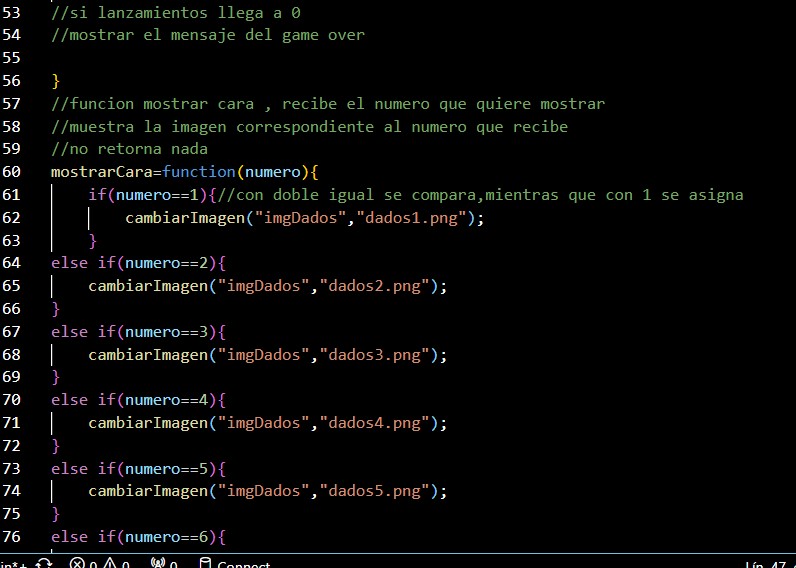 53 //si lanzamientos llega a 0
54 //mostrar el mensaje del game over
55
56 }
57 //funcion mostrar cara , recibe el numero que quiere mostrar
58 //muestra la imagen correspondiente al numero que recibe
59 //no retorna nada
60 mostrarCara=function(numero){
61 if(numero==1){//con doble igual se compara,mientras que con 1 se asigna
62 cambiarImagen("imgDados","dados1.png");
63 }
64 else if(numero==2){
65 cambiarImagen("imgDados","dados2.png");
66 }
67 else if(numero==3){
68 cambiarImagen("imgDados","dados3.png");
69 }
70 else if(numero==4){
71 cambiarImagen("imgDados","dados4.png");
72 }
73 else if(numero==5){
74 cambiarImagen("imgDados","dados5.png");
75 }
76 else if(numero==6){
in*+ 0 0 0 Connect Lín. 47,